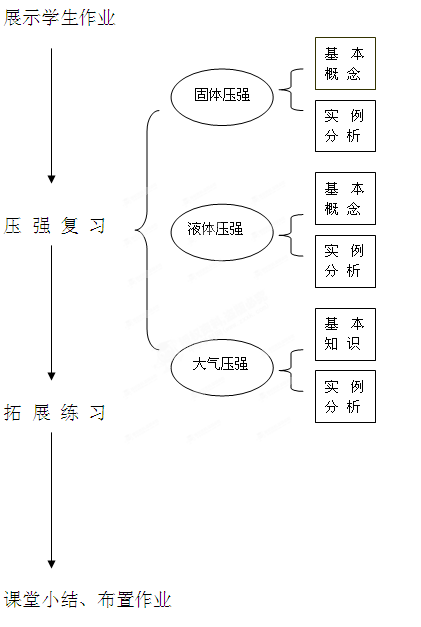 展示学生作业
基 本
概 念
固体压强
实 例
分 析
基 本
概 念
压 强 复 习
液体压强
实 例
分 析
基 本
知 识
大气压强
实 例
分 析
拓 展 练 习
课堂小结、布置作业